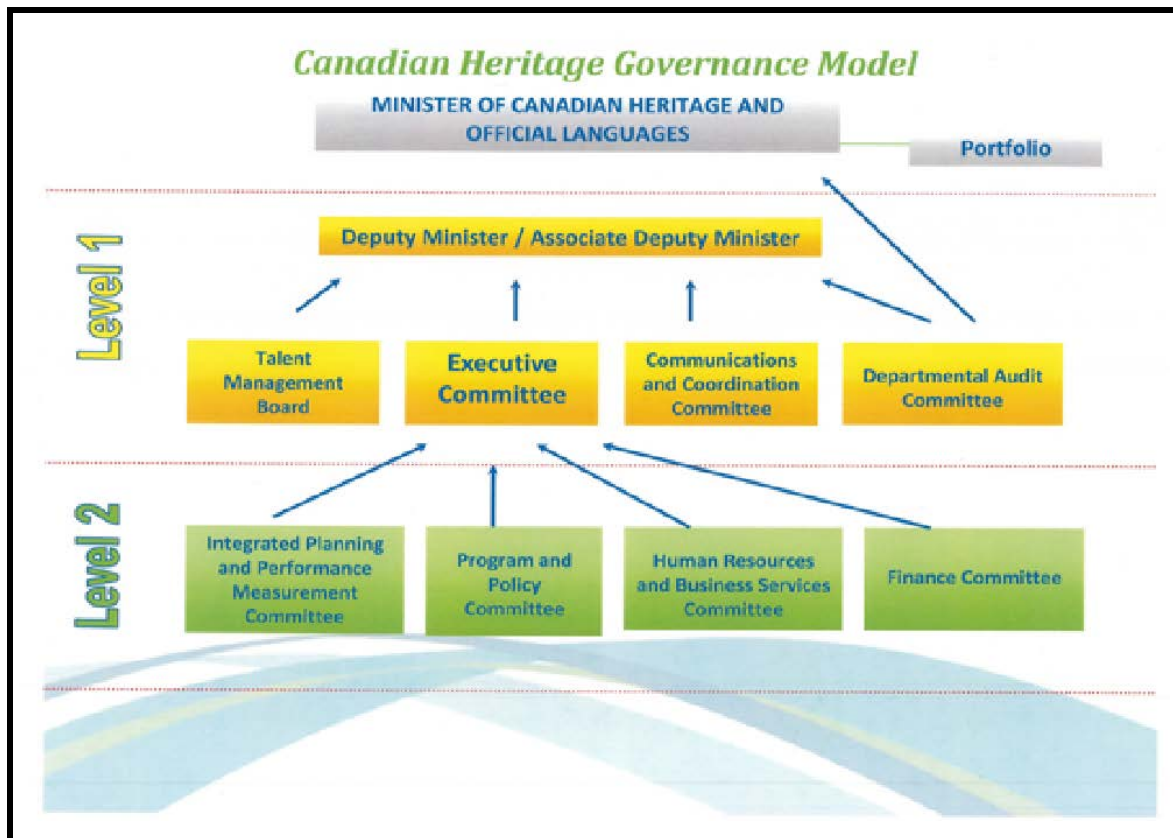 Canadian Heritage Governance Model
MINISTER OF CANADIAN HERITAGE AND
OFFICIAL LANGUAGES
Portfolio
Level 1
Deputy Minister / Associate Deputy Minister
Talent
Management
Board
Executive
Committee
Communications
and Coordination
Committee
Departmental Audit
Committee
Level 2
Integrated Planning
and Performance
Measurement
Committee
Program and
Policy
Committee
Human Resources
and Business Services
Committee
Finance Committee